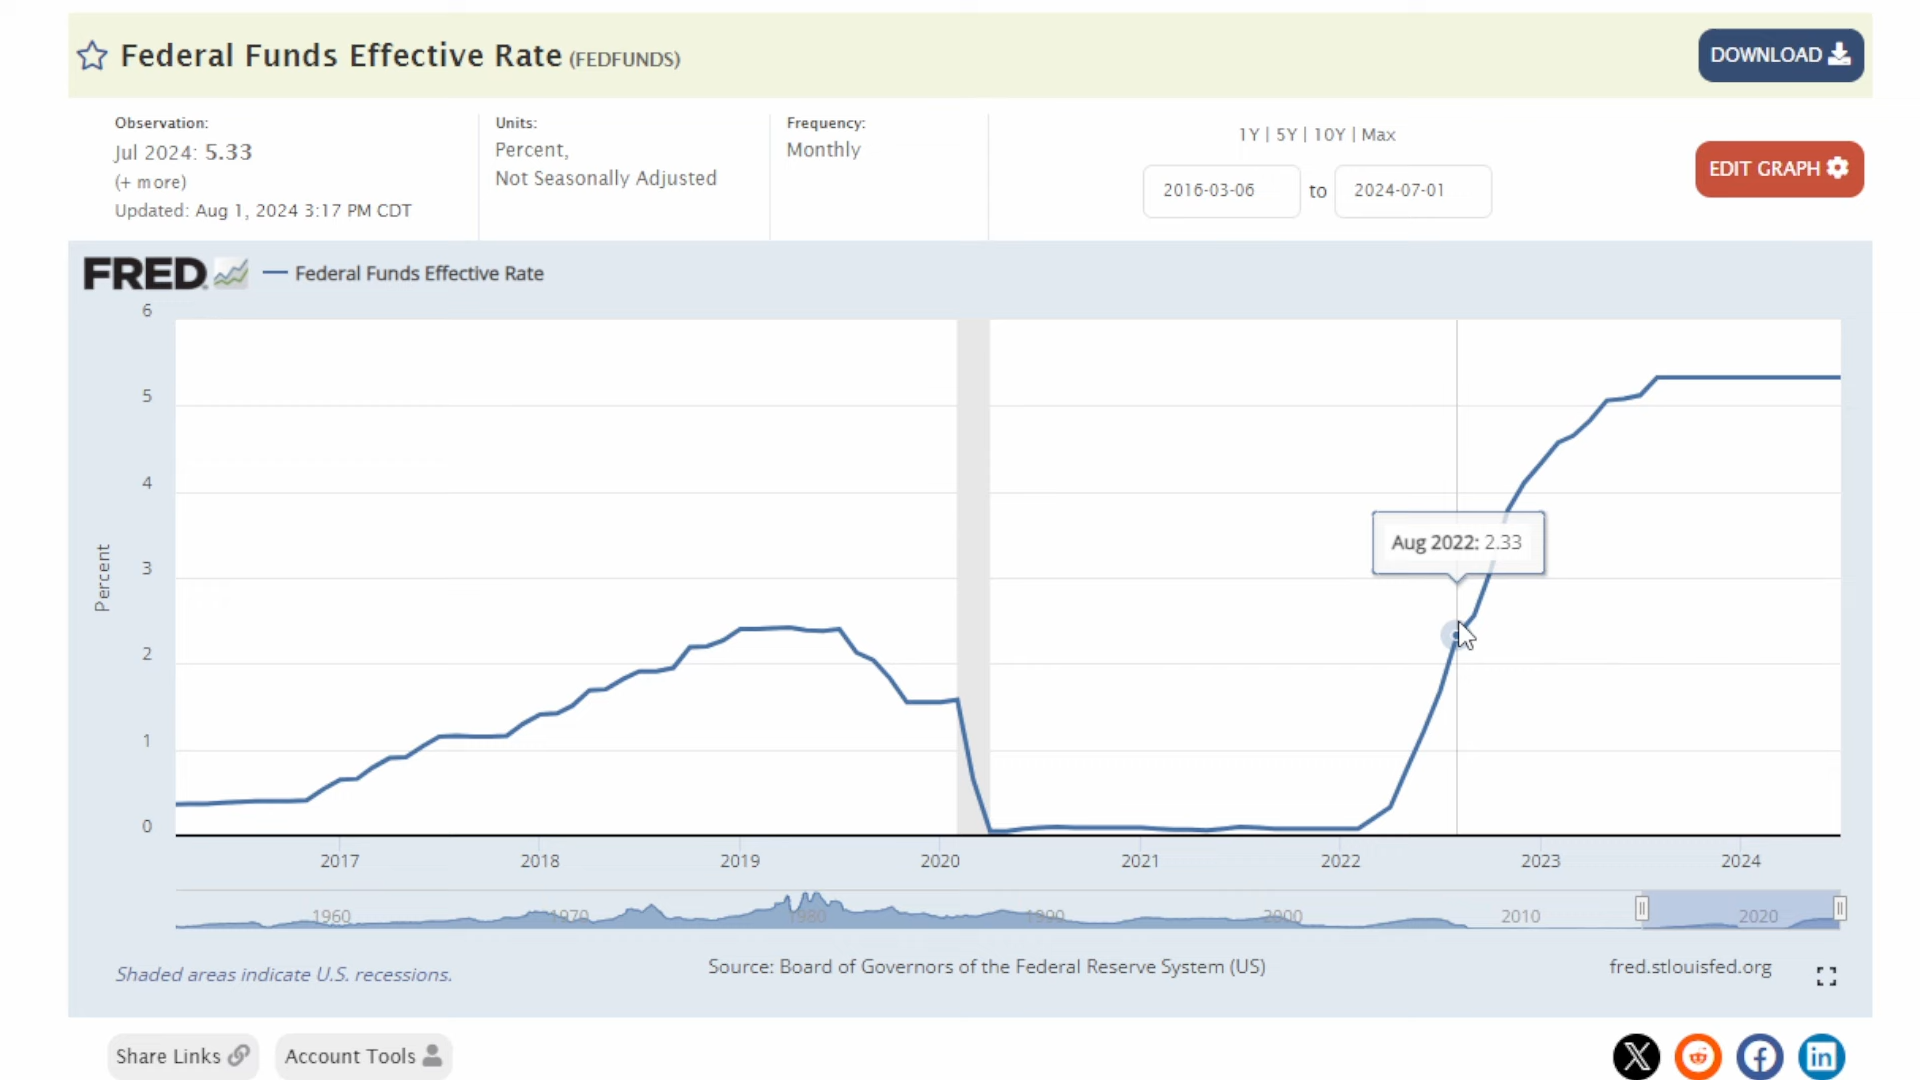 Federal Funds Effective Rate (FEDFUNDS)
DOWNLOAD
Observation:
Jul 2024: 5.33
(+ more)
Updated: Aug 1, 2024 3:17 PM CDT
Units:
Percent,
Not Seasonally Adjusted
Frequency:
Monthly
1Y | 5Y | 10Y | Max
2016-03-06 to 2024-07-01
EDIT GRAPH
FRED Federal Funds Effective Rate
6
5
4
3
2
1
0
Percent
Aug 2022: 2.33
2017 2018 2019 2020 2021 2022 2023 2024
1960 1970 1980 1990 2000 2010 2020
Shaded areas indicate U.S. recessions.
Source: Board of Governors of the Federal Reserve System (US)
fred.stlouisfed.org
Share Links
Account Tools
X
f
in